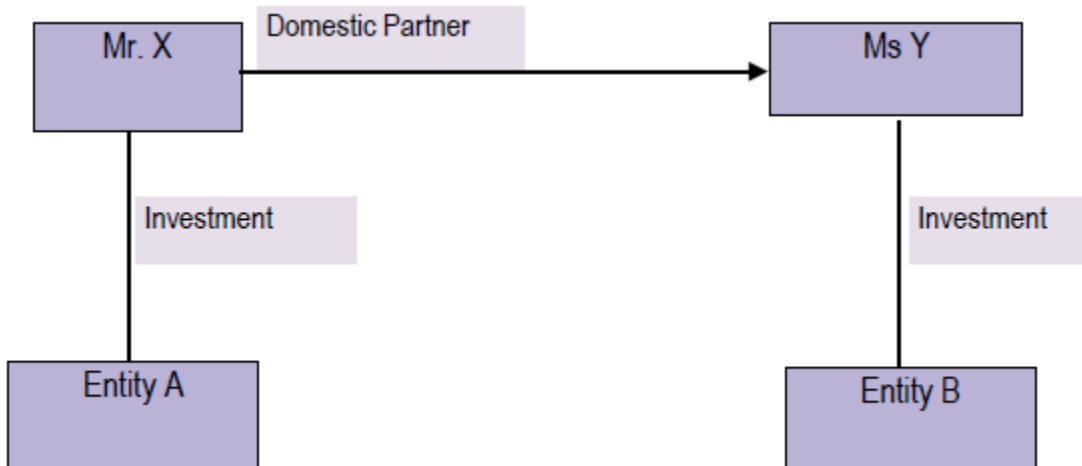 Domestic Partner
Mr. X
Ms Y
Investment
Investment
Entity A
Entity B